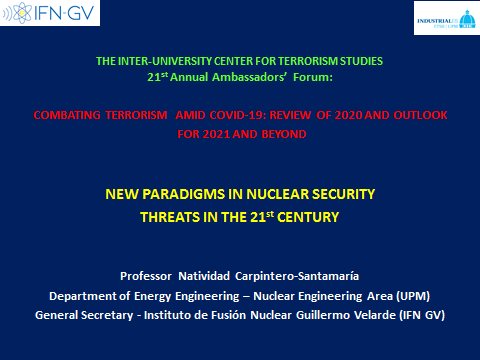 IFN-GV
INDUSTRIALES
ETSII | UPM
THE INTER-UNIVERSITY CENTER FOR TERRORISM STUDIES
21st Annual Ambassadors’ Forum:
COMBATING TERRORISM AMID COVID-19: REVIEW OF 2020 AND OUTLOOK
FOR 2021 AND BEYOND
NEW PARADIGMS IN NUCLEAR SECURITY
THREATS IN THE 21st CENTURY
Professor Natividad Carpintero-Santamaría
Department of Energy Engineering – Nuclear Engineering Area (UPM)
General Secretary - Instituto de Fusión Nuclear Guillermo Velarde (IFN GV)